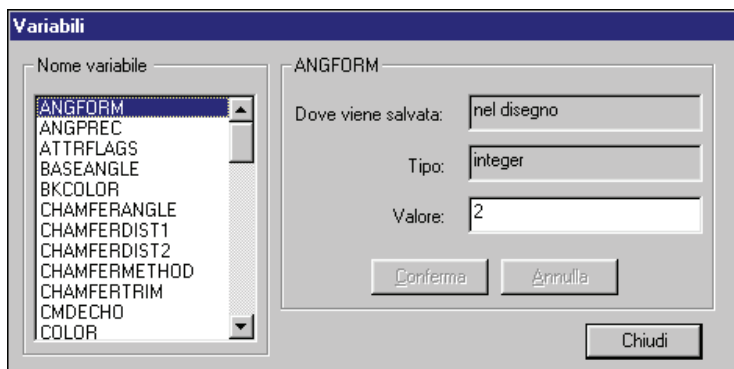 Variabili
Nome variabile
ANGFORM
ANGPREC
ATTRFLAGS
BASEANGLE
BKCOLOR
CHAMFERANGLE
CHAMFERDIST1
CHAMFERDIST2
CHAMFERMETHOD
CHAMFERTRIM
CMDECHO
COLOR
ANGFORM
Dove viene salvata: nel disegno
Tipo: integer
Valore: 2
Conferma Annulla
Chiudi